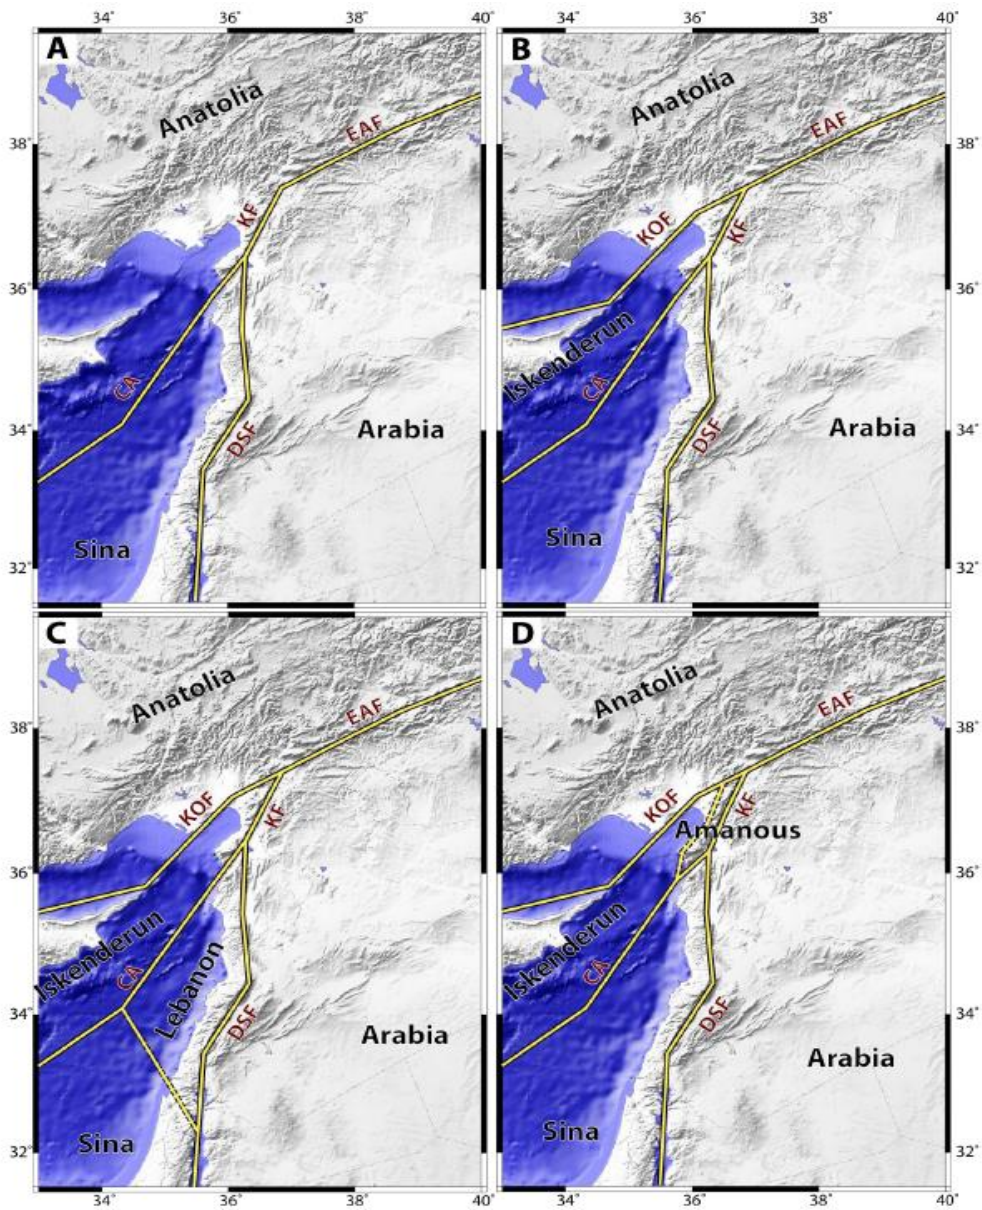 34° 36° 38° 40°
34° 36° 38° 40°
A
Anatolia
EAF
38°
KF
36°
CA
34°
DSF
Arabia
Sina
32°
B
Anatolia
EAF
38°
KOF
KF
36°
Iskenderun
CA
34°
DSF
Arabia
Sina
32°
C
Anatolia
EAF
38°
KOF
KF
36°
Iskenderun
CA
Lebanon
34°
DSF
Arabia
Sina
32°
D
Anatolia
EAF
38°
KOF
KF
Amanous
36°
Iskenderun
CA
34°
DSF
Arabia
Sina
32°
34° 36° 38° 40°
34° 36° 38° 40°